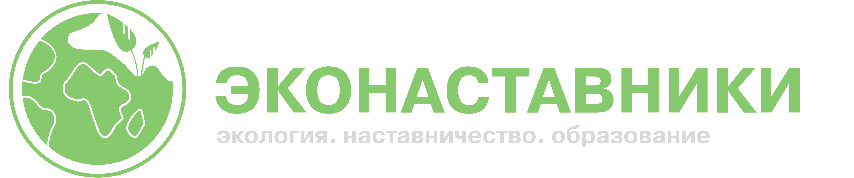 ЭКОНАСТАВНИКИ
экология. наставничество. образование